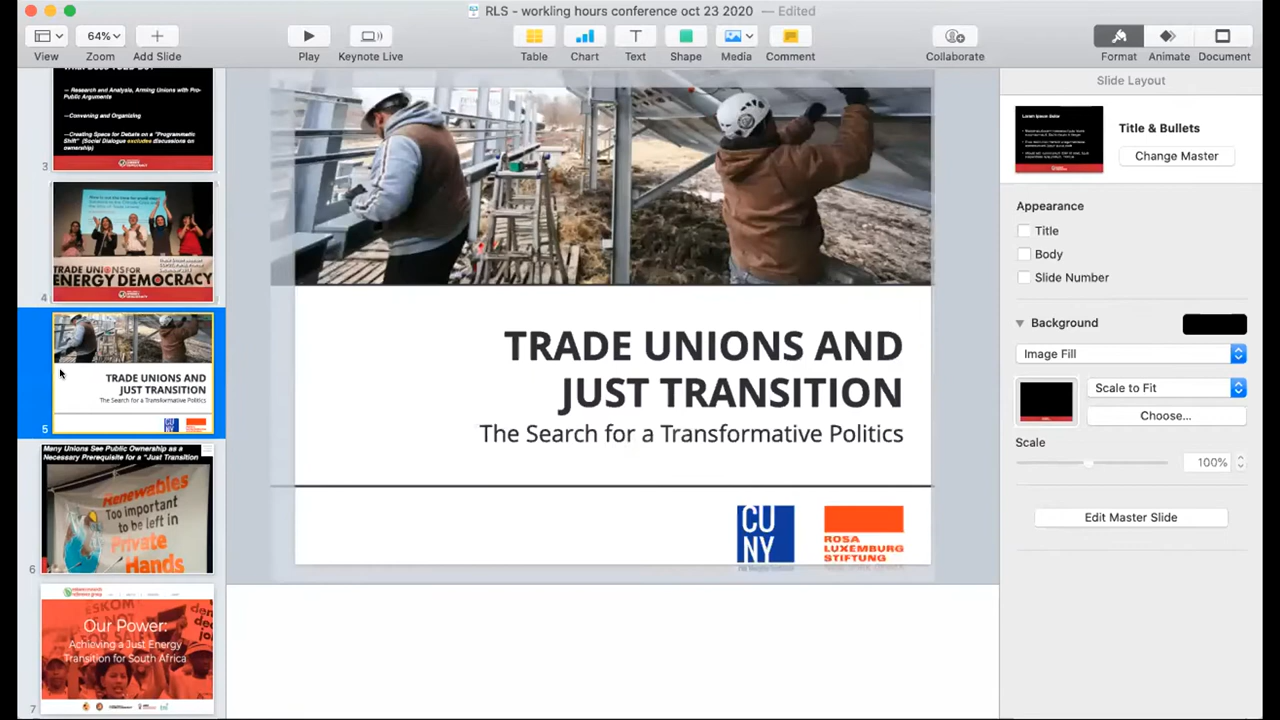 RLS - workling hours conference oct 23 2020 — Edited
View
64%
Zoom
Add Slide
Play
Keynote Live
Table
Chart
Text
Shape
Media
Comment
Collaborate
Format
Animate
Document
— Research and Analysis, Arming Unions with Pro-
Public Arguments
— Convening and Organizing
—Creating Space for Debate on a "Programmatic
Shift" (Social Dialogue excludes discussions on
ownership)
3
TRADE UNI@NS FOR
ENERGY DEMOCRACY
4
TRADE UNIONS AND
JUST TRANSITION
The Search for a Transformative Politics
CU
NY
5
Many Unions See Public Ownership as a
Necessary Prerequisite for a "Just Transition
Renewables
Too important
to be left in
Private
Hands
6
Our Power:
Achieving a Just Energy
Transition for South Africa
7
TRADE UNIONS AND
JUST TRANSITION
The Search for a Transformative Politics
CU
NY
ROSA
LUXEMBURG
STIFTUNG
Slide Layout
Title & Bullets
Change Master
Appearance
Title
Body
Slide Number
Background
Image Fill
Scale to Fit
Choose...
Scale
100%
Edit Master Slide